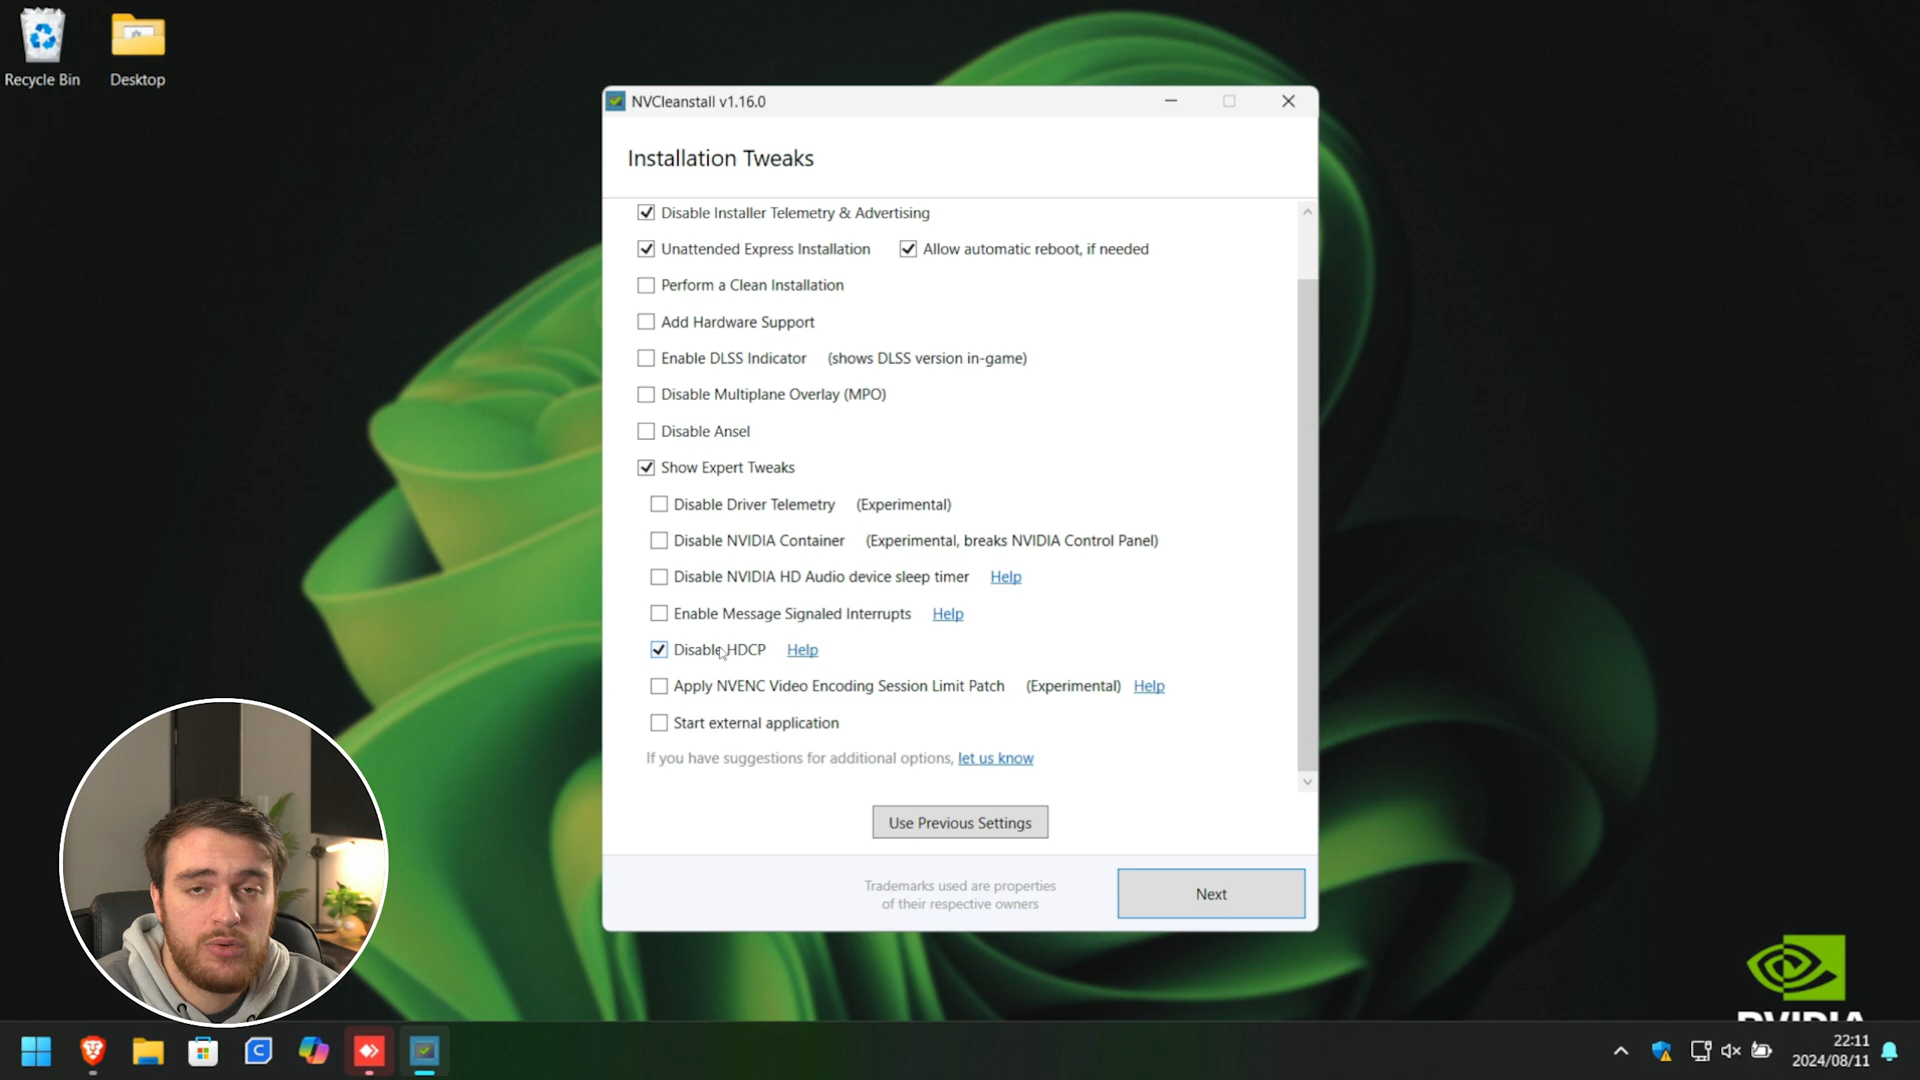 Recycle Bin
Desktop
NVCleanstall v1.16.0
Installation Tweaks
Disable Installer Telemetry & Advertising
Unattended Express Installation Allow automatic reboot, if needed
Perform a Clean Installation
Add Hardware Support
Enable DLSS Indicator (shows DLSS version in-game)
Disable Multiplane Overlay (MPO)
Disable Ansel
Show Expert Tweaks
Disable Driver Telemetry (Experimental)
Disable NVIDIA Container (Experimental, breaks NVIDIA Control Panel)
Disable NVIDIA HD Audio device sleep timer Help
Enable Message Signaled Interrupts Help
Disable HDCP Help
Apply NVENC Video Encoding Session Limit Patch (Experimental) Help
Start external application
If you have suggestions for additional options, let us know
Use Previous Settings
Trademarks used are properties
of their respective owners
Next
NVIDIA
22:11
2024/08/11